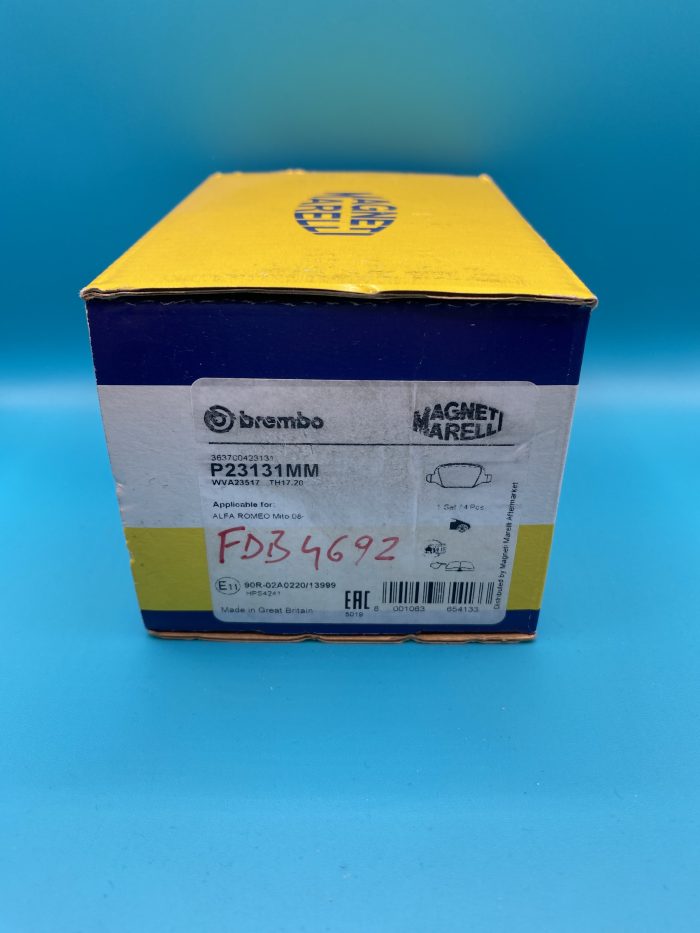 MAGNETI
MARELLI
brembo
MAGNETI
MARELLI
363700423131
P23131MM
WVA23517 TH17.20
Applicable for:
ALFA ROMEO Mito 08-
1 Set / 4 Pcs
FDB4692
E11 90R-02A0220/13999
HPS4241
Made in Great Britain
EAC
5019
8 001063 654133
Distributed by Magneti Marelli Aftermarket